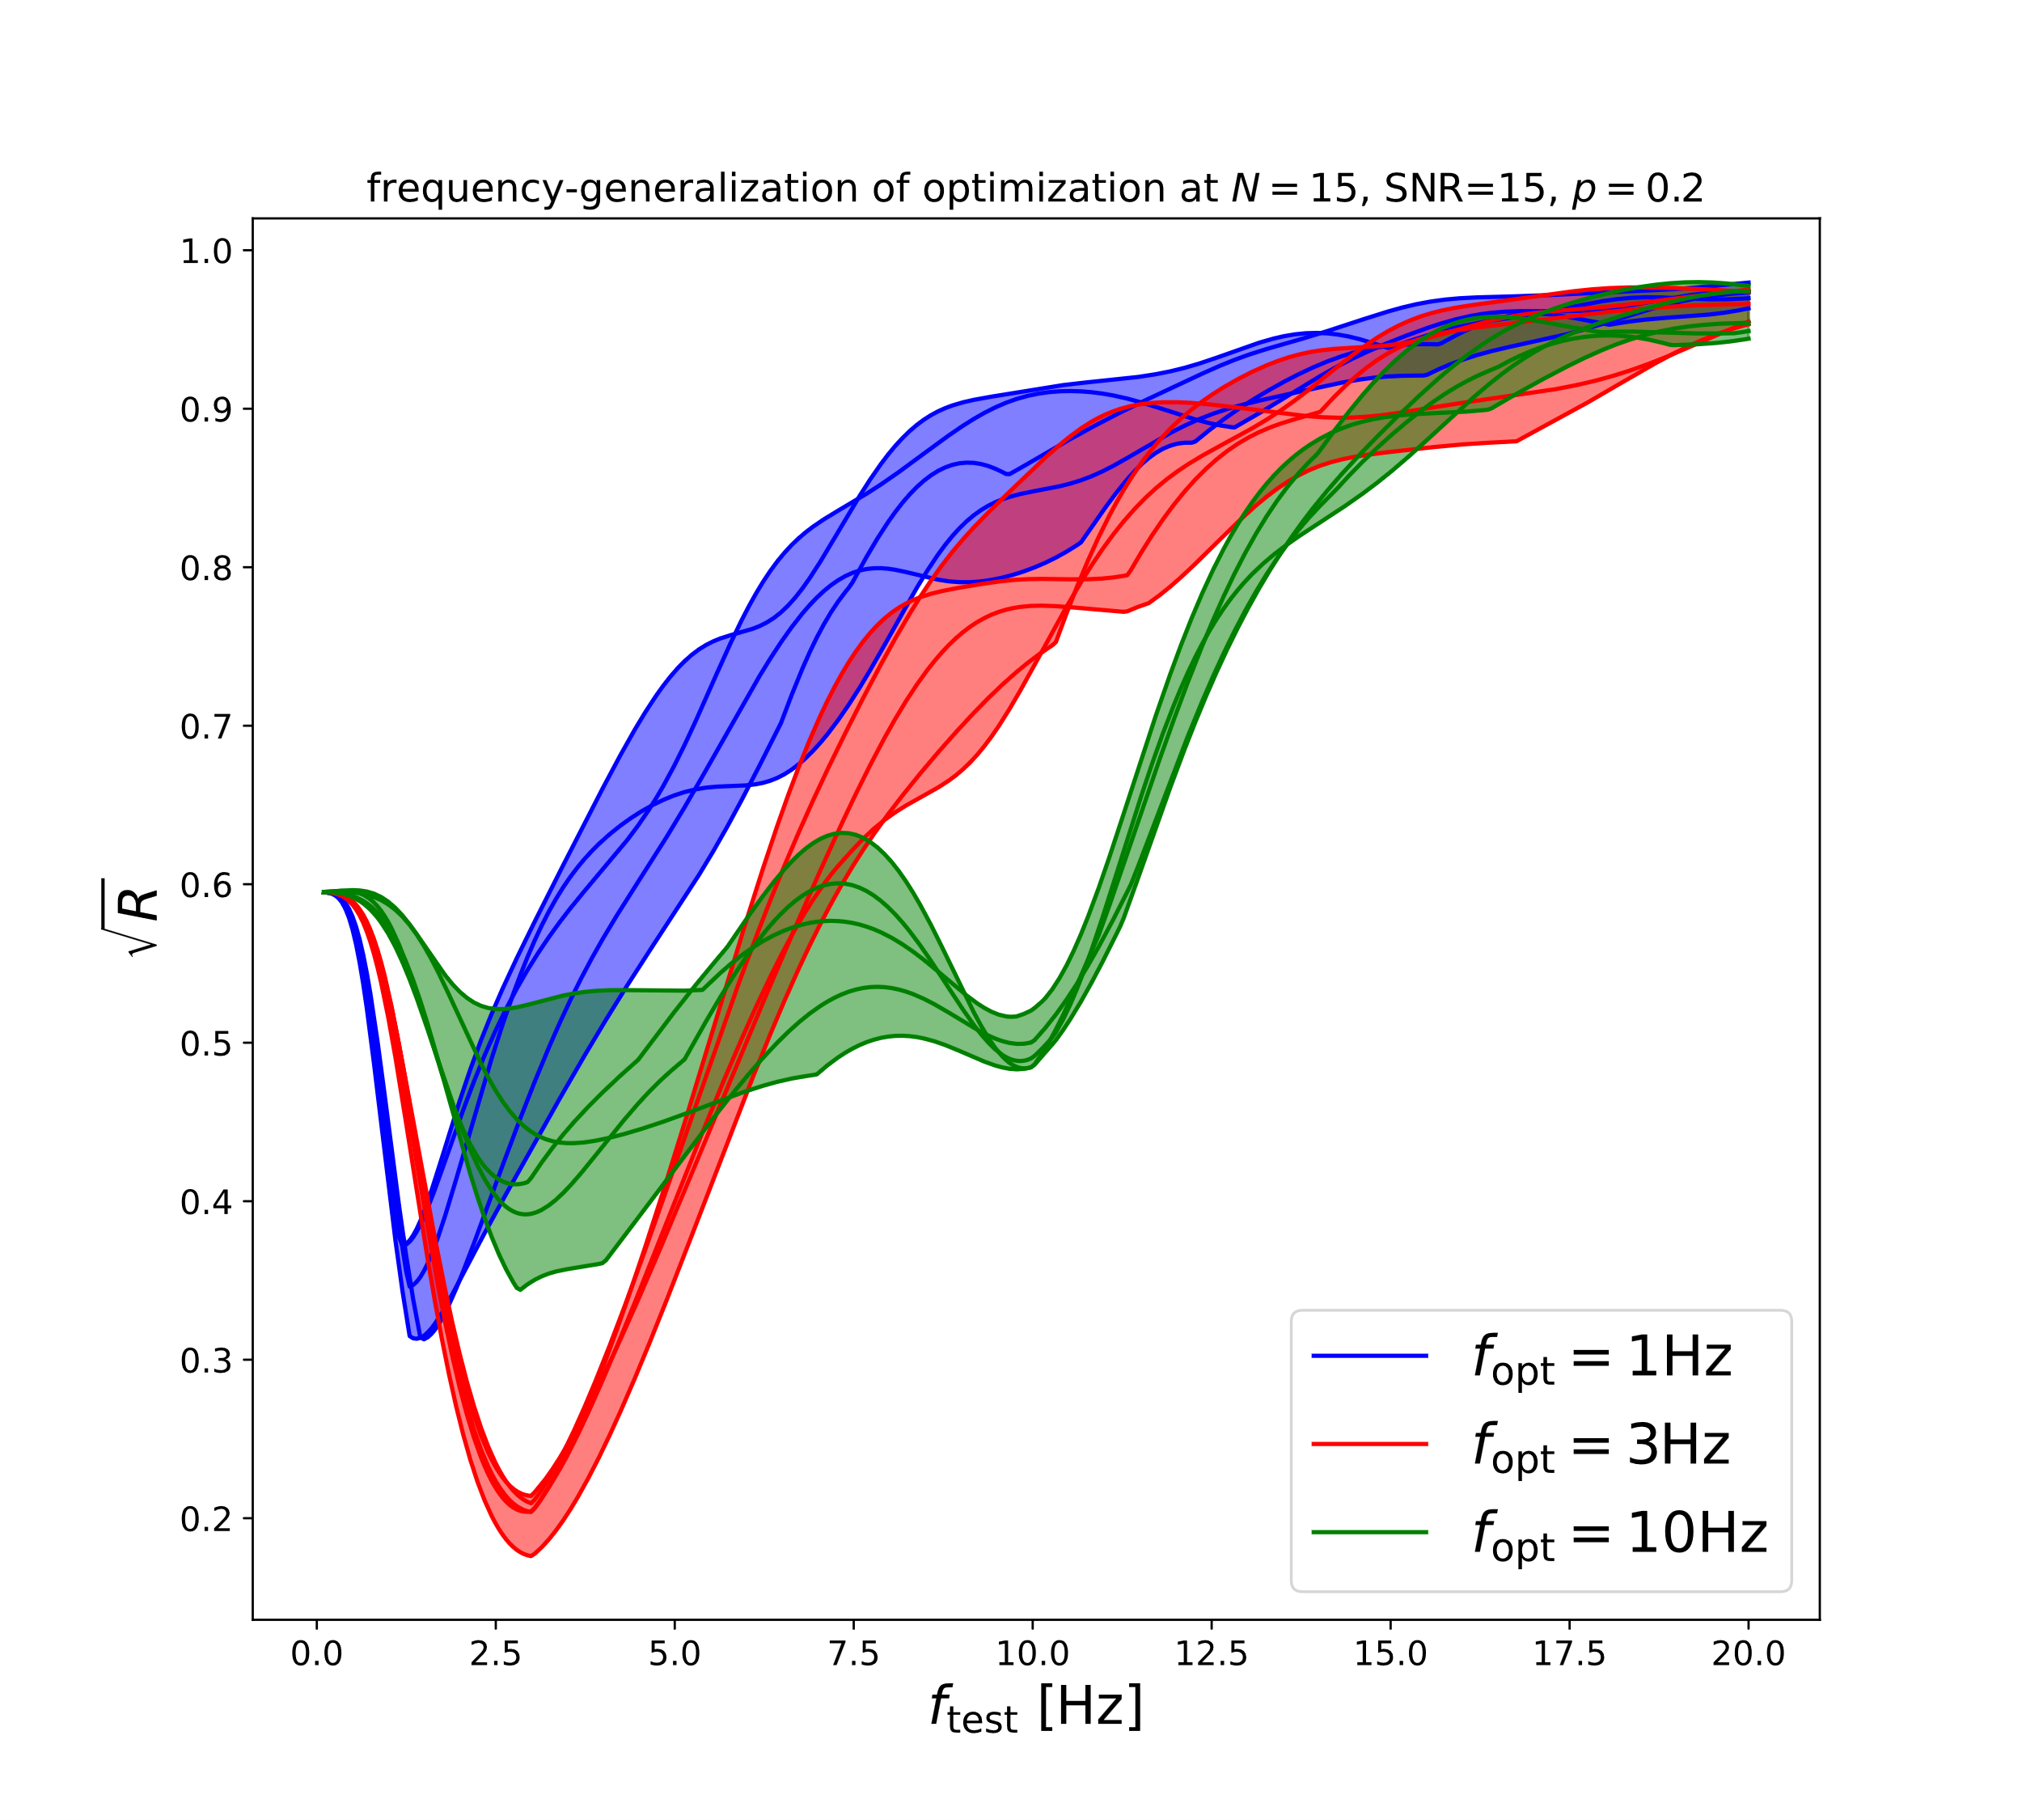 frequency-generalization of optimization at N = 15, SNR=15, p = 0.2
√R
1.0
0.9
0.8
0.7
0.6
0.5
0.4
0.3
0.2
0.0 2.5 5.0 7.5 10.0 12.5 15.0 17.5 20.0
f_test [Hz]
f_opt = 1Hz
f_opt = 3Hz
f_opt = 10Hz